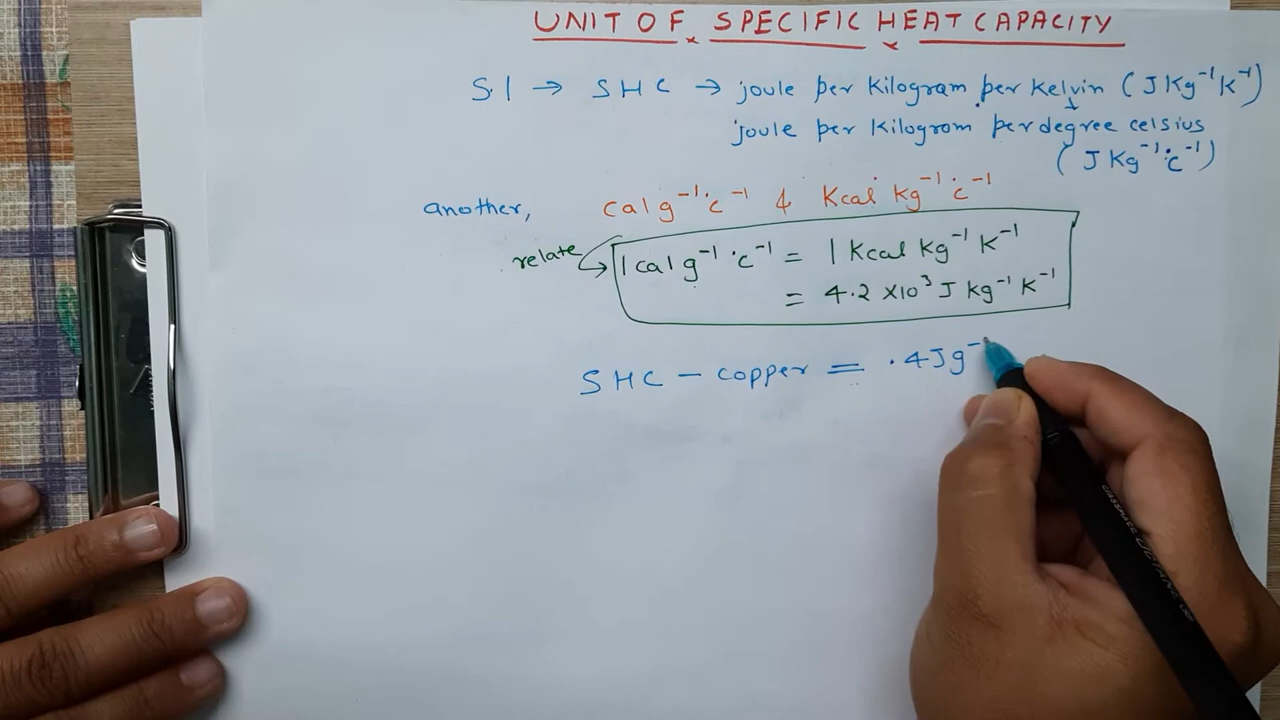 UNIT OF SPECIFIC HEAT CAPACITY
S.I → SHC → joule per kilogram per kelvin (J Kg⁻¹ K⁻¹)
joule per kilogram per degree celsius
(J Kg⁻¹ °c⁻¹)
another, cal g⁻¹ °c⁻¹ & Kcal kg⁻¹ °c⁻¹
relate 1 cal g⁻¹ °c⁻¹ = 1 Kcal kg⁻¹ K⁻¹
= 4.2 X10³ J kg⁻¹ K⁻¹
SHC - copper = .4Jg⁻